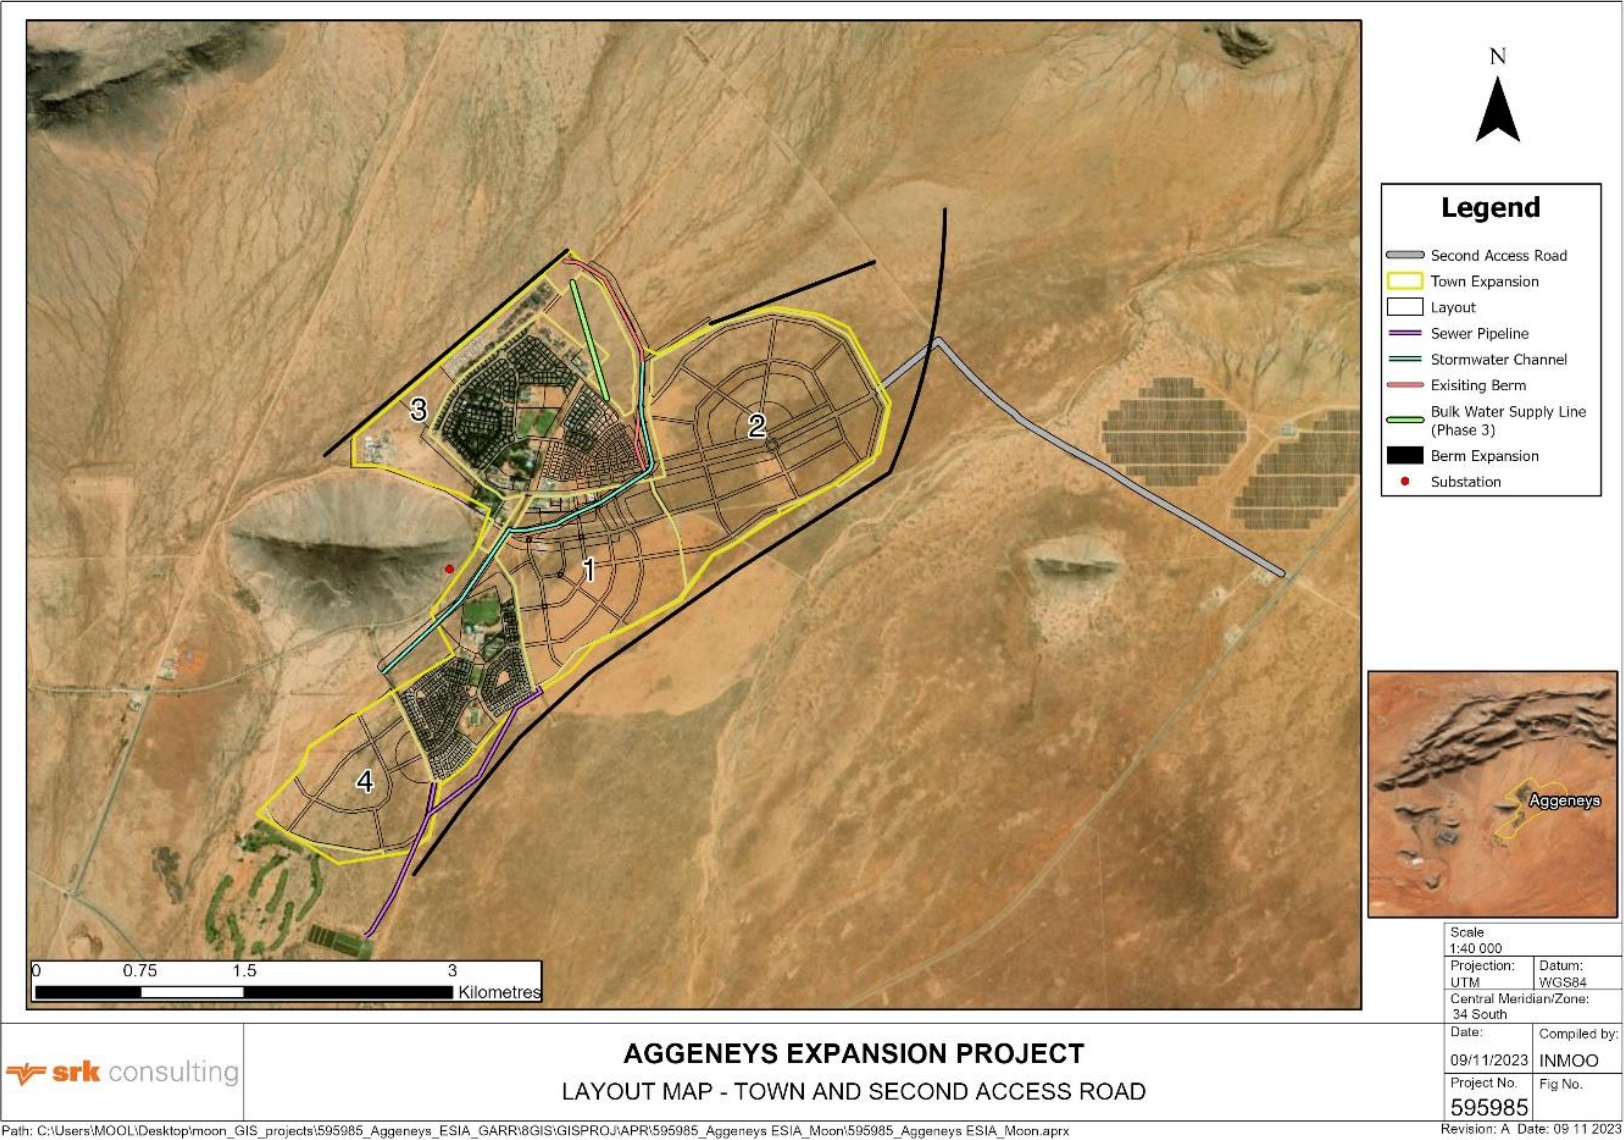 N
Legend
Second Access Road
Town Expansion
Layout
Sewer Pipeline
Stormwater Channel
Exisiting Berm
Bulk Water Supply Line
(Phase 3)
Berm Expansion
Substation
3
2
1
4
Aggeneys
0 0.75 1.5 3
Kilometres
Scale
1:40 000
Projection: Datum:
UTM WGS84
Central Meridian/Zone:
34 South
Date: Compiled by:
09/11/2023 INMOO
Project No. Fig No.
595985
srk consulting
AGGENEYS EXPANSION PROJECT
LAYOUT MAP - TOWN AND SECOND ACCESS ROAD
Path: C:\Users\MOOL\Desktop\moon_GIS_projects\595985_Aggeneys_ESIA_GARR\8GIS\GISPROJ\APR\595985_Aggeneys ESIA_Moon\595985_Aggeneys ESIA_Moon.aprx
Revision: A Date: 09 11 2023